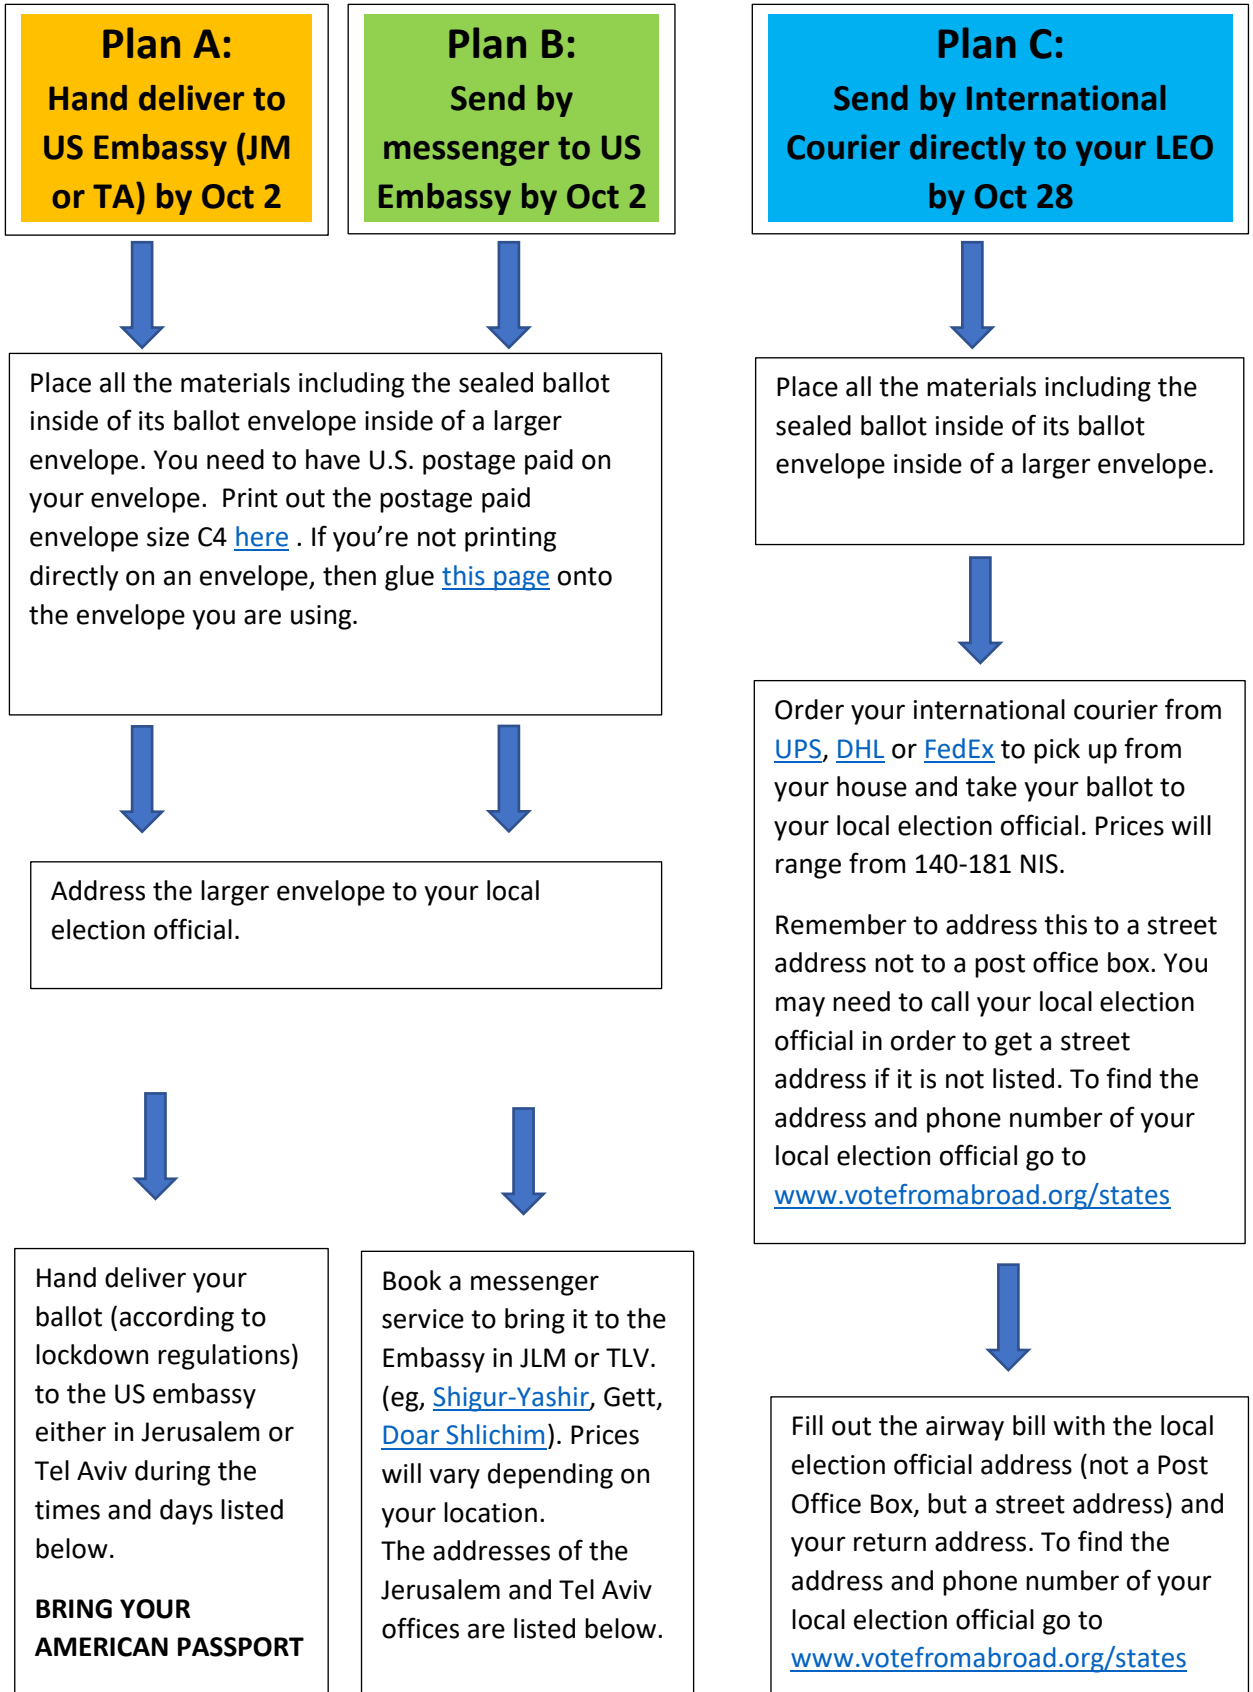 Plan A:
Hand deliver to
US Embassy (JM
or TA) by Oct 2
Plan B:
Send by
messenger to US
Embassy by Oct 2
Plan C:
Send by International
Courier directly to your LEO
by Oct 28
Place all the materials including the sealed ballot
inside of its ballot envelope inside of a larger
envelope. You need to have U.S. postage paid on
your envelope.  Print out the postage paid
envelope size C4 here . If you’re not printing
directly on an envelope, then glue this page onto
the envelope you are using.
Place all the materials including the
sealed ballot inside of its ballot
envelope inside of a larger envelope.
Address the larger envelope to your local
election official.
Order your international courier from
UPS, DHL or FedEx to pick up from
your house and take your ballot to
your local election official. Prices will
range from 140-181 NIS.
Remember to address this to a street
address not to a post office box. You
may need to call your local election
official in order to get a street
address if it is not listed. To find the
address and phone number of your
local election official go to
www.votefromabroad.org/states
Hand deliver your
ballot (according to
lockdown regulations)
to the US embassy
either in Jerusalem or
Tel Aviv during the
times and days listed
below.
BRING YOUR
AMERICAN PASSPORT
Book a messenger
service to bring it to the
Embassy in JLM or TLV.
(eg, Shigur-Yashir, Gett,
Doar Shlichim). Prices
will vary depending on
your location.
The addresses of the
Jerusalem and Tel Aviv
offices are listed below.
Fill out the airway bill with the local
election official address (not a Post
Office Box, but a street address) and
your return address. To find the
address and phone number of your
local election official go to
www.votefromabroad.org/states